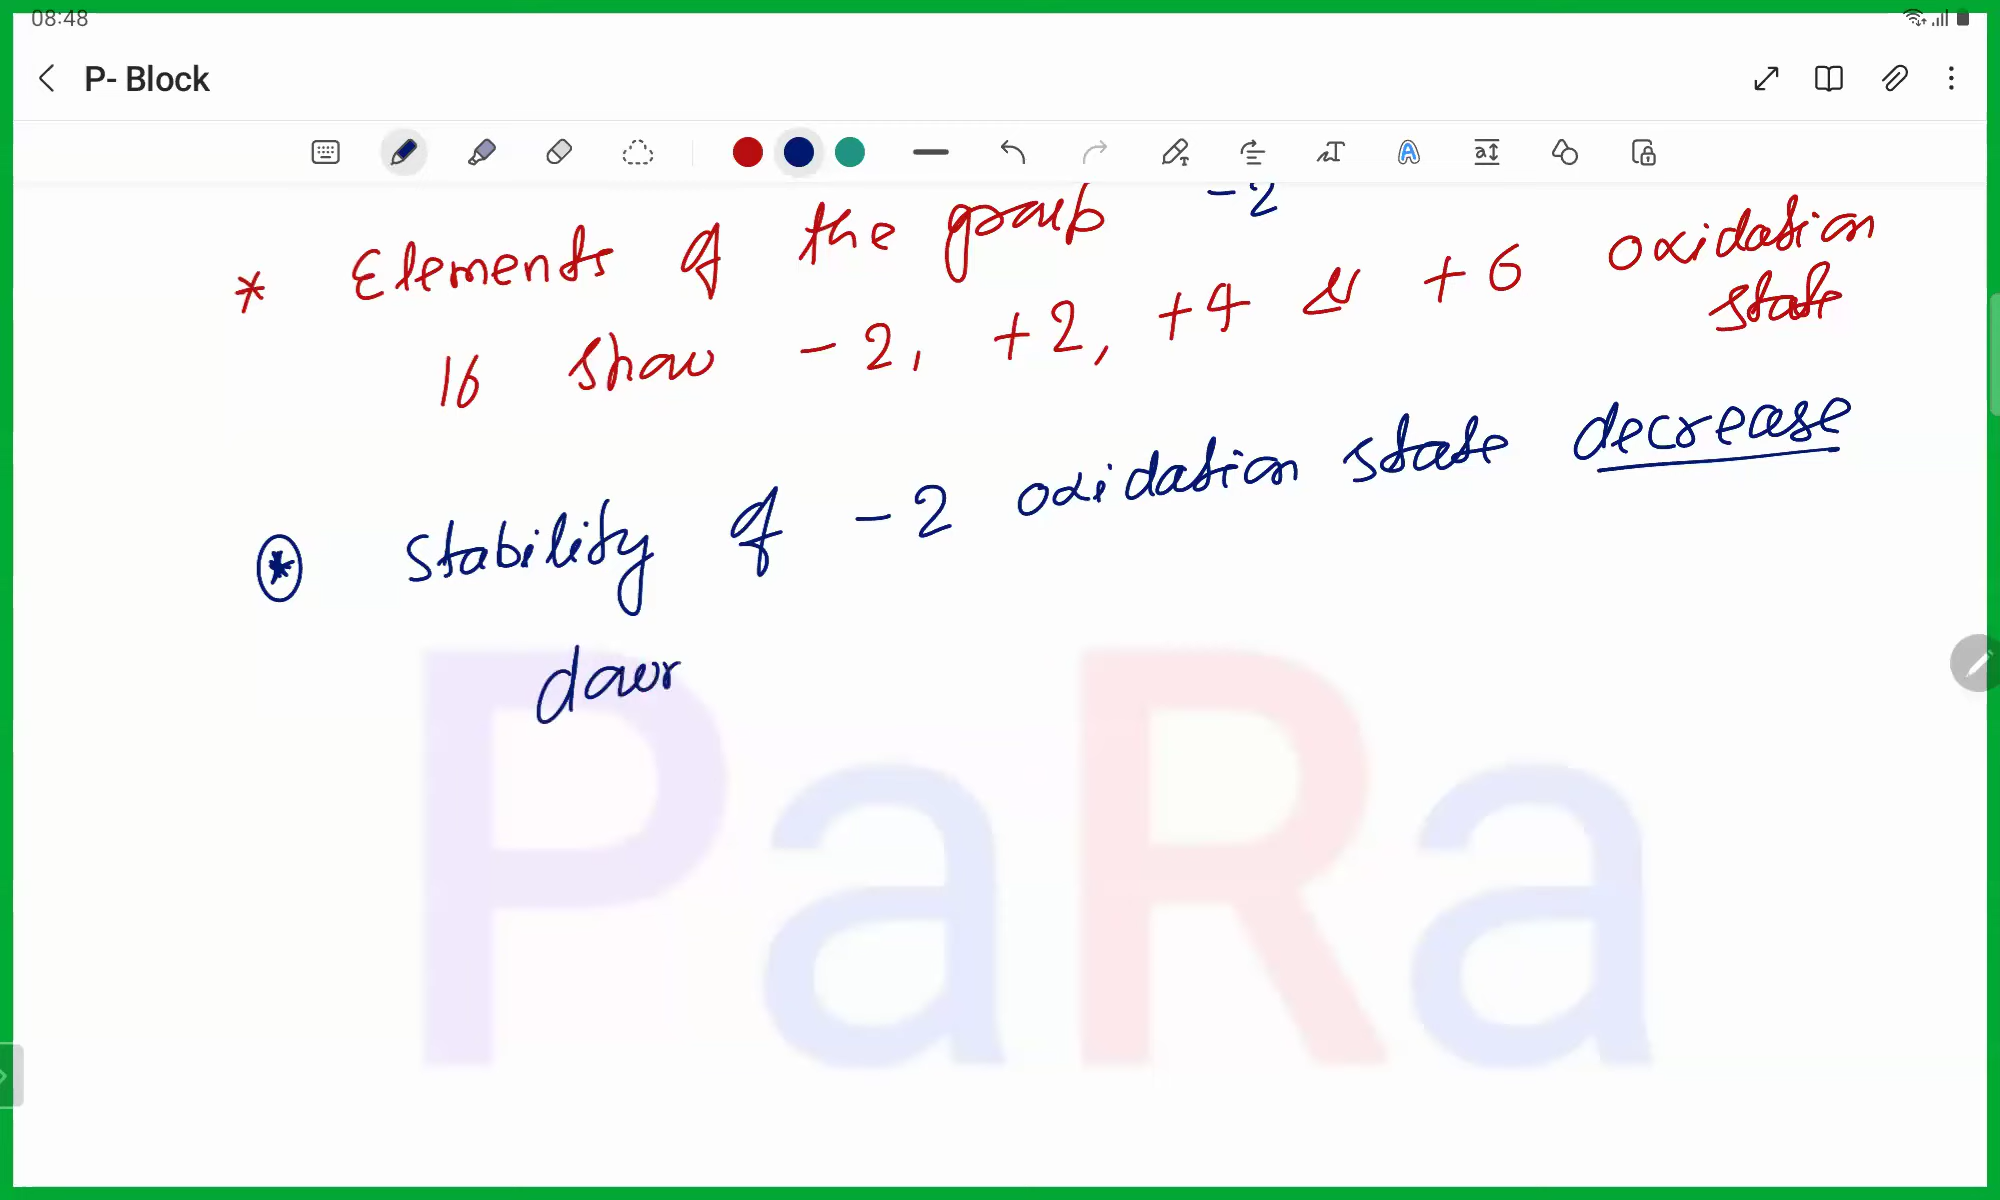 08:48
P- Block
-2
* Elements of the group
16 show -2, +2, +4 & +6 oxidation state
* Stability of -2 oxidation state decrease
down
PaRa